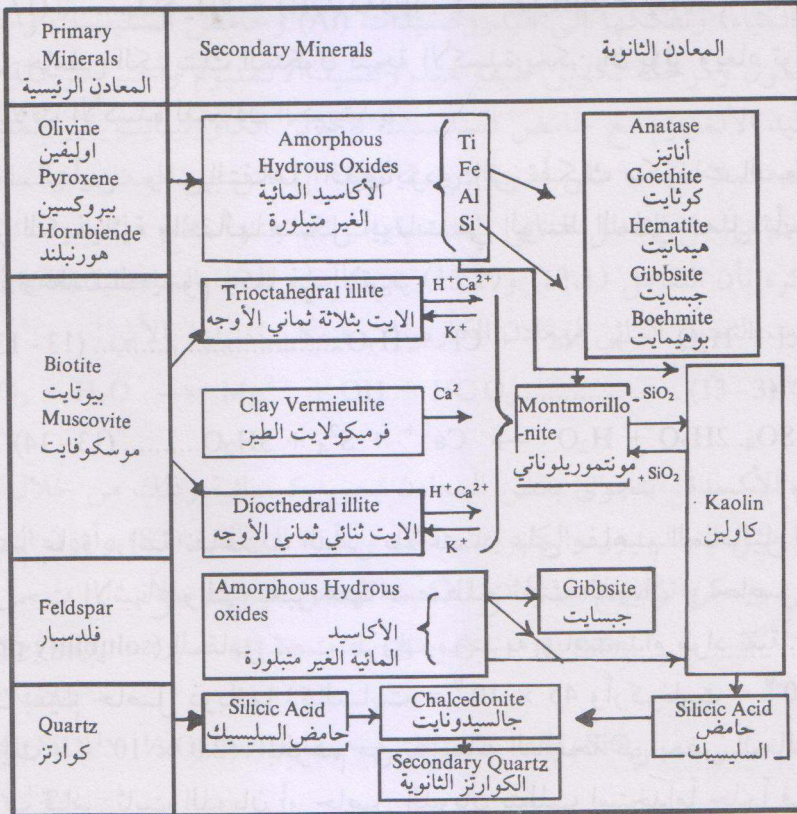 Primary
Minerals
المعادن الرئيسية
Secondary Minerals
المعادن الثانوية
Olivine
اوليفين
Pyroxene
بيروكسين
Hornbiende
هورنبلند
Amorphous
Hydrous Oxides
الأكاسيد المائية
الغير متبلورة
Ti
Fe
Al
Si
Anatase
أناتيز
Goethite
كوثايت
Hematite
هيماتيت
Gibbsite
جبسايت
Boehmite
بوهيمايت
Biotite
بيوتايت
Muscovite
موسكوفايت
Trioctahedral illite
الايت بثلاثة ثماني الأوجه
H⁺Ca²⁺
K⁺
Clay Vermieulite
فرميكولايت الطين
Ca²
Diocthedral illite
الايت ثنائي ثماني الأوجه
H⁺Ca²⁺
K⁺
Montmorillo
nite
مونتموريلوناتي
SiO₂
SiO₂
Kaolin
كاولين
Feldspar
فلدسبار
Amorphous Hydrous
oxides
الأكاسيد
المائية الغير متبلورة
Gibbsite
جبسايت
Quartz
كوارتز
Silicic Acid
حامض السلسيك
Chalcedonite
جالسيدونايت
Secondary Quartz
الكوارتز الثانوية
Silicic Acid
حامض
السلسيك